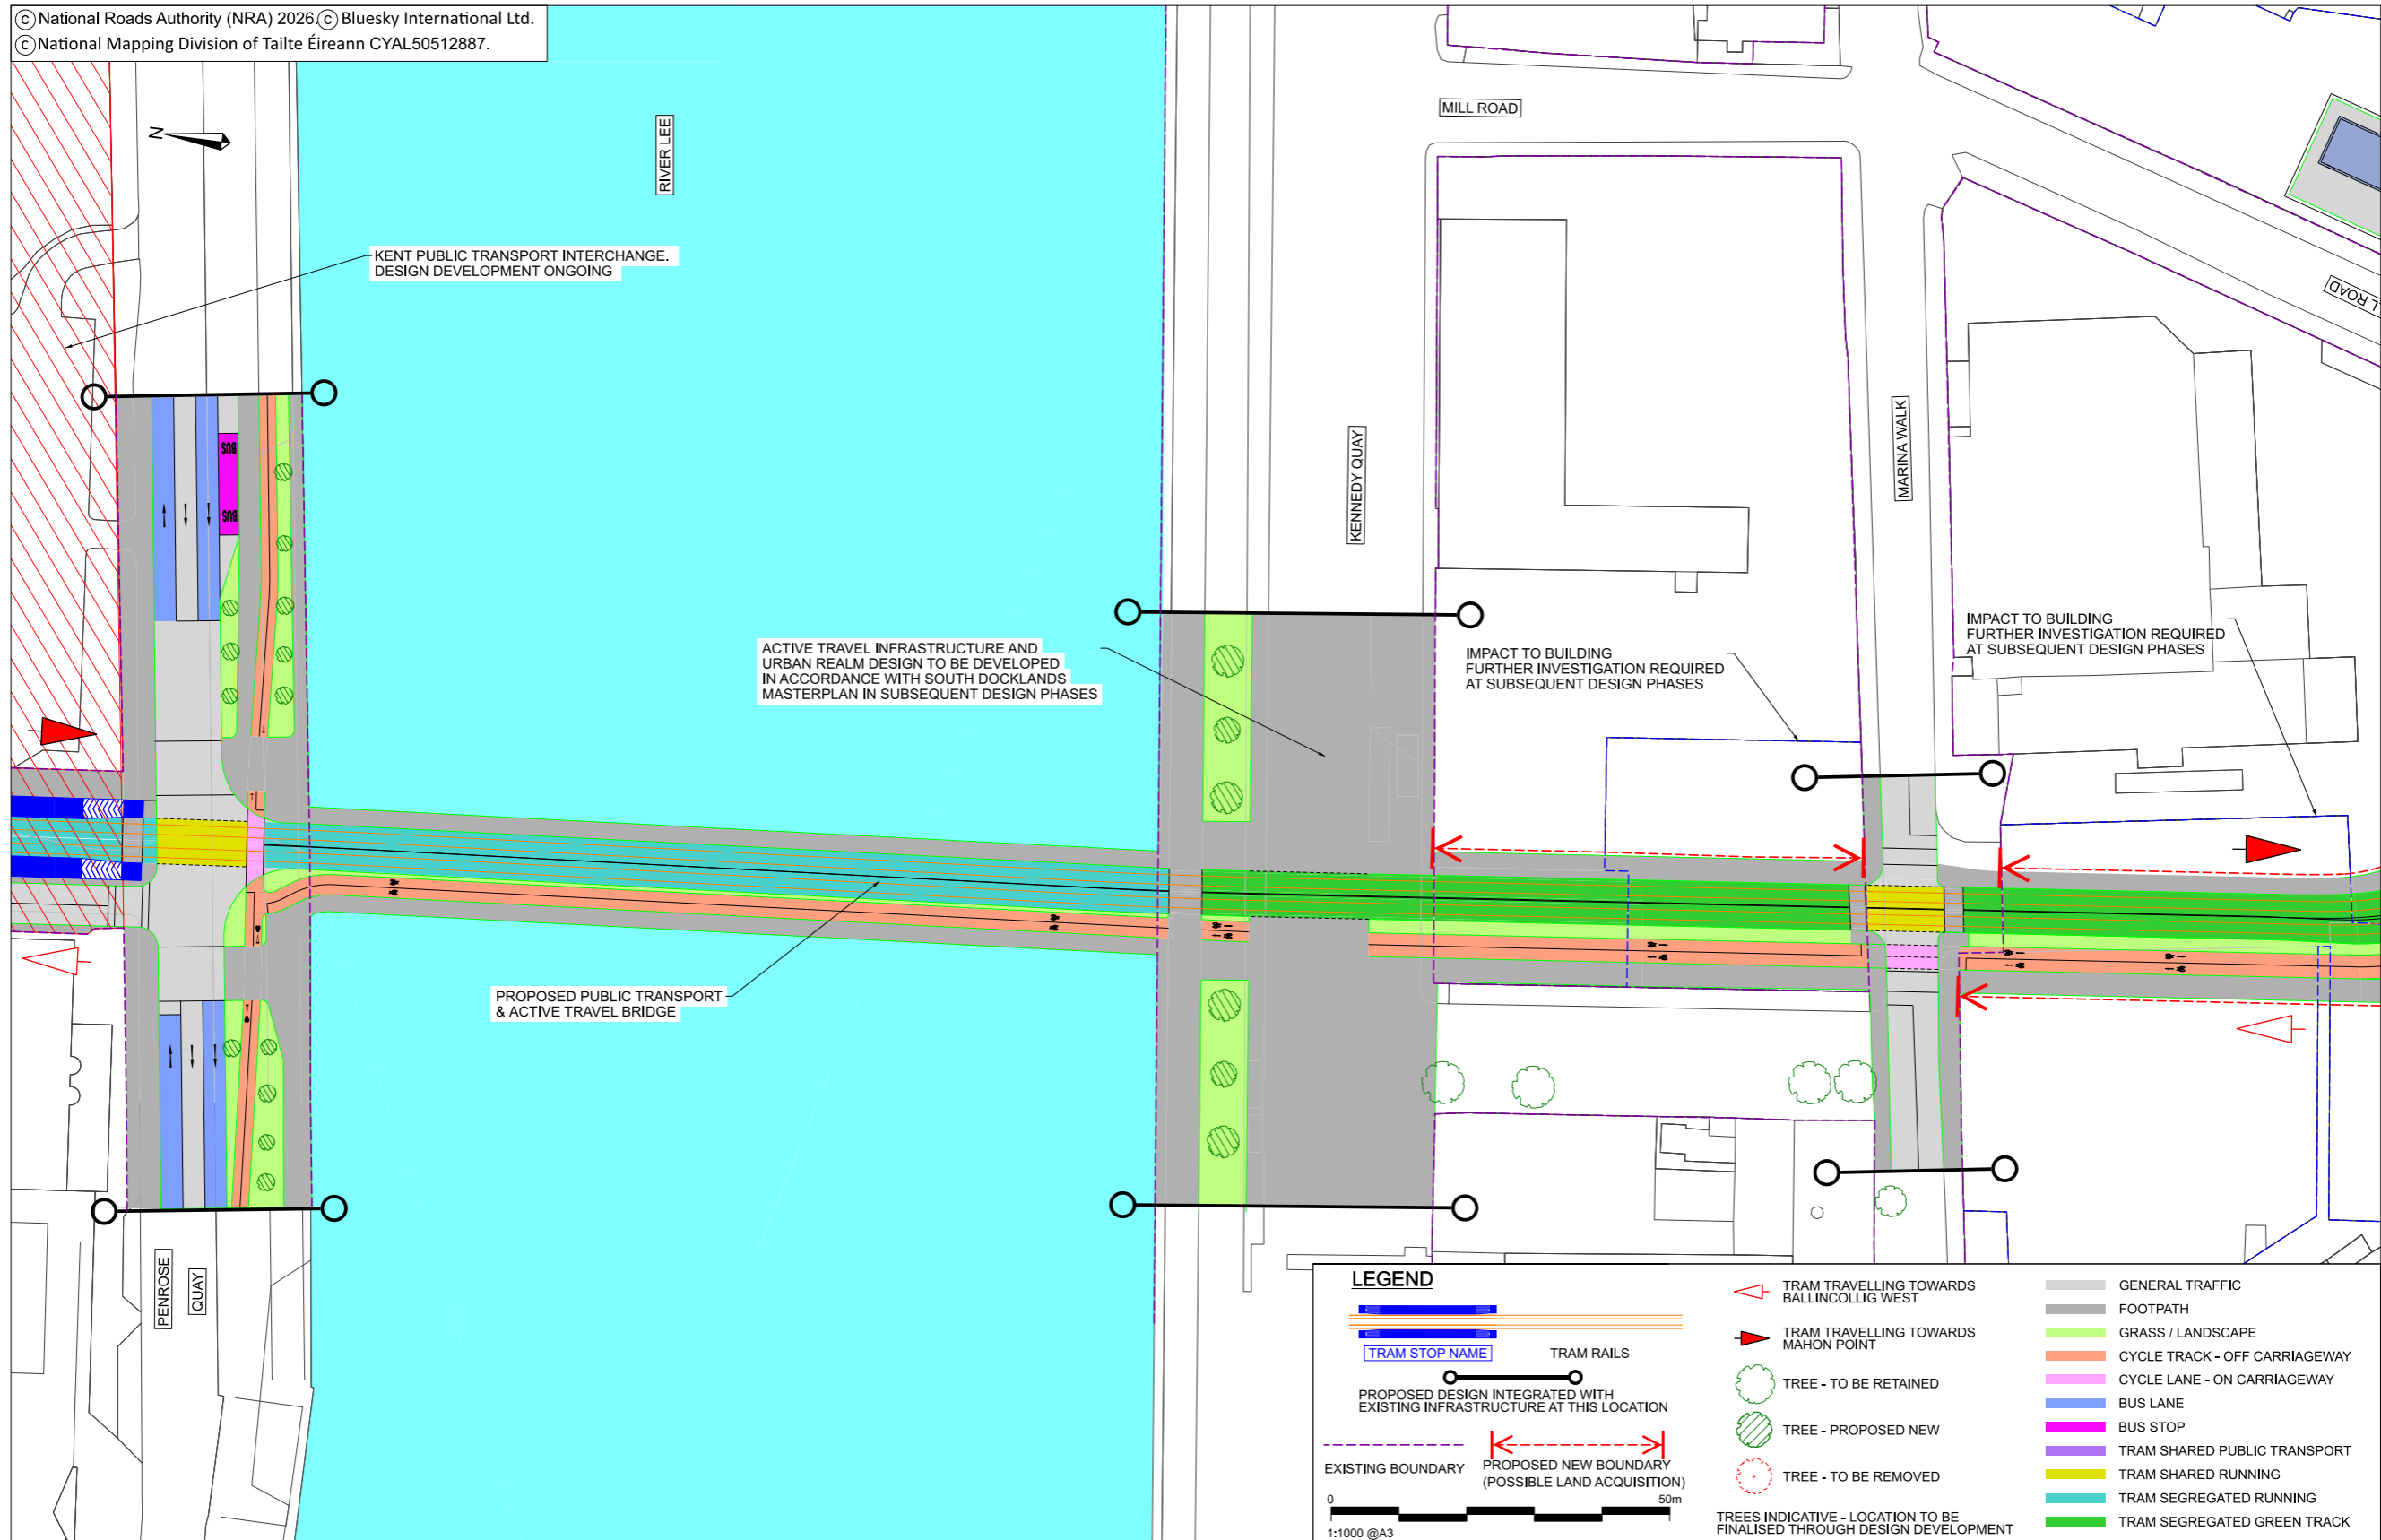 © National Roads Authority (NRA) 2026. © Bluesky International Ltd.
© National Mapping Division of Tailte Éireann CYAL50512887.
N
RIVER LEE
MILL ROAD
KENT PUBLIC TRANSPORT INTERCHANGE.
DESIGN DEVELOPMENT ONGOING
ROAD
KENNEDY QUAY
MARINA WALK
BUS
BUS
ACTIVE TRAVEL INFRASTRUCTURE AND
URBAN REALM DESIGN TO BE DEVELOPED
IN ACCORDANCE WITH SOUTH DOCKLANDS
MASTERPLAN IN SUBSEQUENT DESIGN PHASES
IMPACT TO BUILDING
FURTHER INVESTIGATION REQUIRED
AT SUBSEQUENT DESIGN PHASES
IMPACT TO BUILDING
FURTHER INVESTIGATION REQUIRED
AT SUBSEQUENT DESIGN PHASES
PROPOSED PUBLIC TRANSPORT
& ACTIVE TRAVEL BRIDGE
PENROSE
QUAY
LEGEND
TRAM STOP NAME
TRAM RAILS
PROPOSED DESIGN INTEGRATED WITH
EXISTING INFRASTRUCTURE AT THIS LOCATION
EXISTING BOUNDARY
PROPOSED NEW BOUNDARY
(POSSIBLE LAND ACQUISITION)
0
50m
1:1000 @A3
TRAM TRAVELLING TOWARDS
BALLINCOLLIG WEST
TRAM TRAVELLING TOWARDS
MAHON POINT
TREE - TO BE RETAINED
TREE - PROPOSED NEW
TREE - TO BE REMOVED
TREES INDICATIVE - LOCATION TO BE
FINALISED THROUGH DESIGN DEVELOPMENT
GENERAL TRAFFIC
FOOTPATH
GRASS / LANDSCAPE
CYCLE TRACK - OFF CARRIAGEWAY
CYCLE LANE - ON CARRIAGEWAY
BUS LANE
BUS STOP
TRAM SHARED PUBLIC TRANSPORT
TRAM SHARED RUNNING
TRAM SEGREGATED RUNNING
TRAM SEGREGATED GREEN TRACK